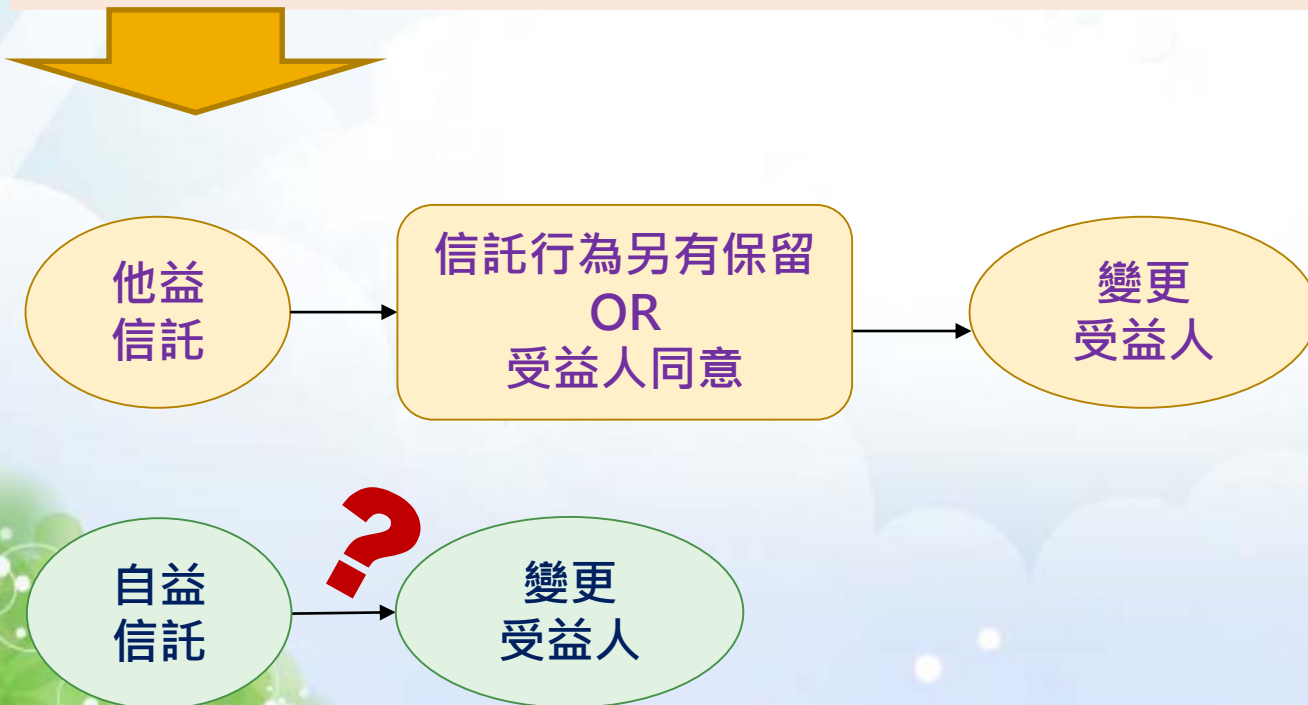 他益
信託
信託行為另有保留
OR
受益人同意
變更
受益人
?
自益
信託
變更
受益人